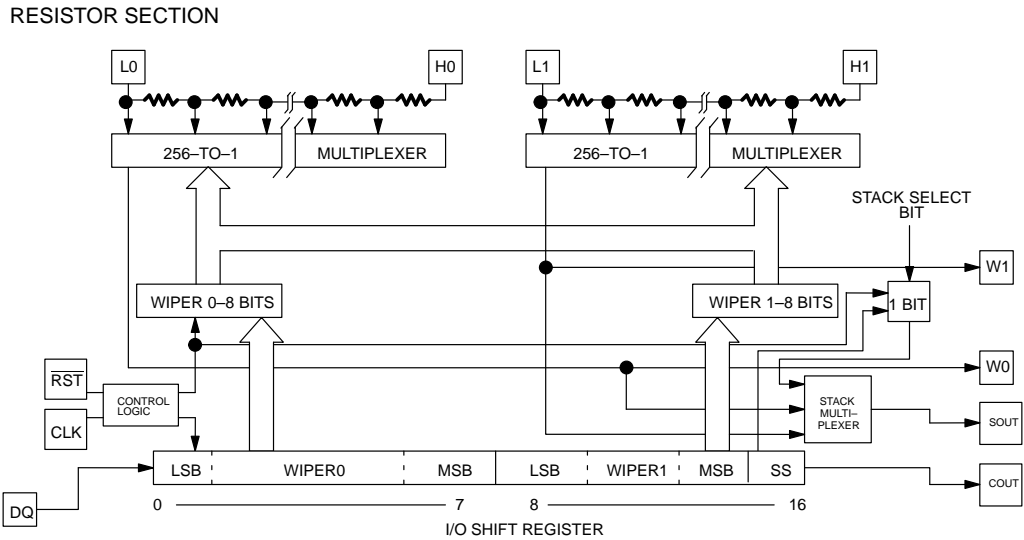 RESISTOR SECTION
L0
H0
L1
H1
256–TO–1
MULTIPLEXER
256–TO–1
MULTIPLEXER
STACK SELECT
BIT
W1
WIPER 0–8 BITS
WIPER 1–8 BITS
1 BIT
RST
CONTROL
LOGIC
CLK
W0
STACK
MULTI–
PLEXER
SOUT
LSB
WIPER0
MSB
LSB
WIPER1
MSB
SS
COUT
DQ
0
7
8
16
I/O SHIFT REGISTER